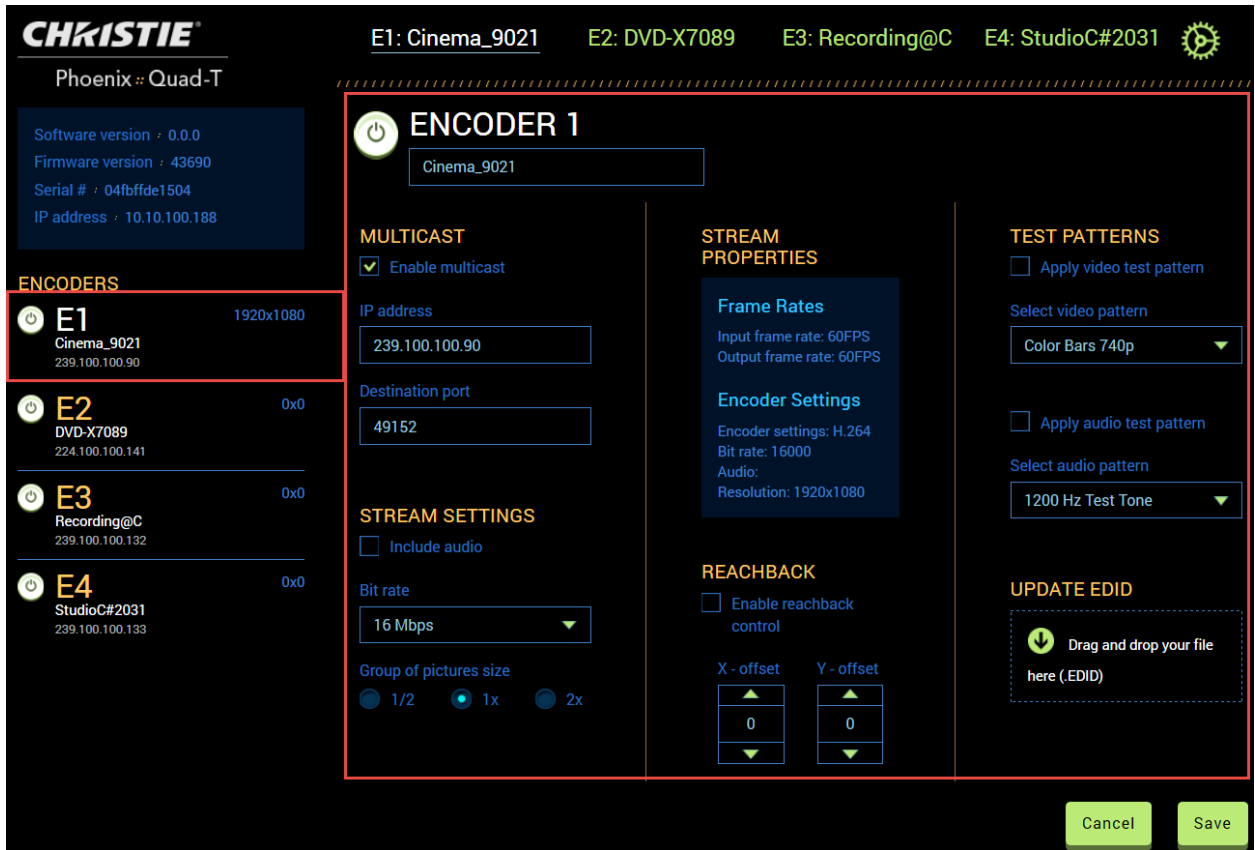 CHRISTIE®
Phoenix :: Quad-T
E1: Cinema_9021
E2: DVD-X7089
E3: Recording@C
E4: StudioC#2031
Software version : 0.0.0
Firmware version : 43690
Serial # : 04fbffde1504
IP address : 10.10.100.188
ENCODERS
E1
1920x1080
Cinema_9021
239.100.100.90
E2
0x0
DVD-X7089
224.100.100.141
E3
0x0
Recording@C
239.100.100.132
E4
0x0
StudioC#2031
239.100.100.133
ENCODER 1
Cinema_9021
MULTICAST
Enable multicast
IP address
239.100.100.90
Destination port
49152
STREAM SETTINGS
Include audio
Bit rate
16 Mbps
Group of pictures size
1/2
1x
2x
STREAM
PROPERTIES
Frame Rates
Input frame rate: 60FPS
Output frame rate: 60FPS
Encoder Settings
Encoder settings: H.264
Bit rate: 16000
Audio:
Resolution: 1920x1080
REACHBACK
Enable reachback
control
X - offset
Y - offset
0
0
TEST PATTERNS
Apply video test pattern
Select video pattern
Color Bars 740p
Apply audio test pattern
Select audio pattern
1200 Hz Test Tone
UPDATE EDID
Drag and drop your file
here (.EDID)
Cancel
Save